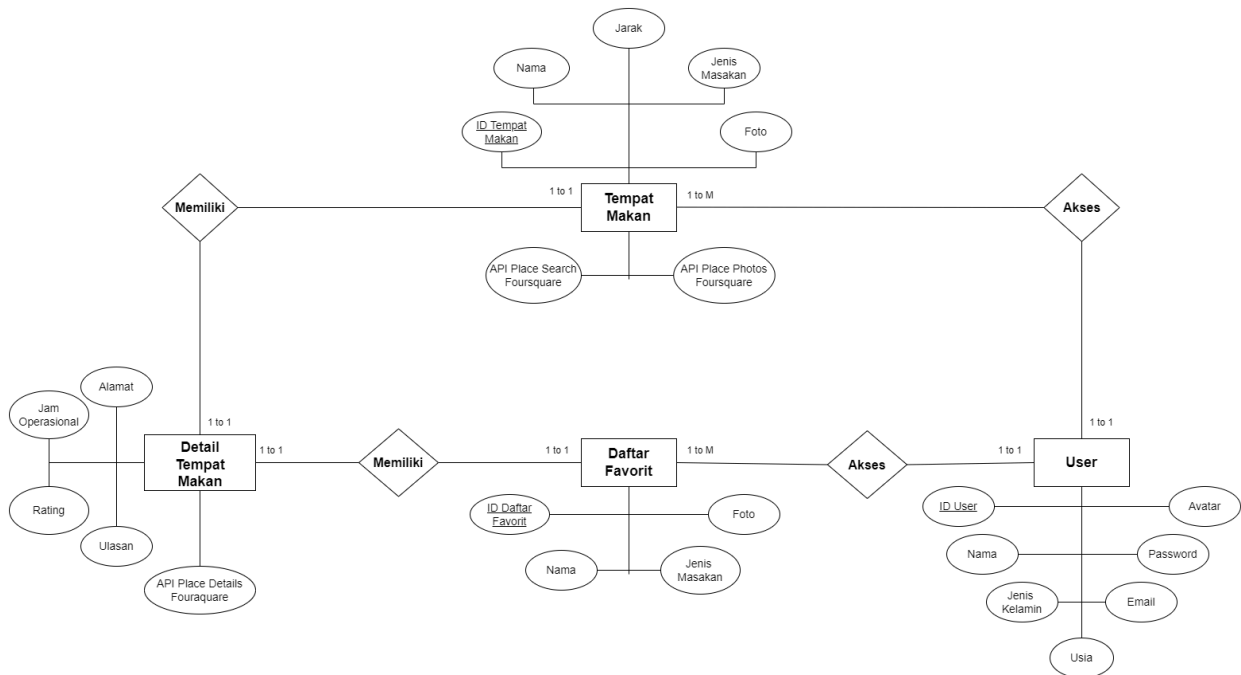 Jarak
Nama
Jenis
Masakan
ID Tempat
Makan
Foto
1 to 1
1 to M
Memiliki
Tempat
Makan
Akses
API Place Search
Foursquare
API Place Photos
Foursquare
Alamat
Jam
Operasional
1 to 1
1 to 1
Detail
Tempat
Makan
1 to 1
Memiliki
1 to 1
Daftar
Favorit
1 to M
Akses
1 to 1
User
Rating
Ulasan
API Place Details
Fouraquare
ID Daftar
Favorit
Foto
Nama
Jenis
Masakan
ID User
Avatar
Nama
Password
Jenis
Kelamin
Email
Usia